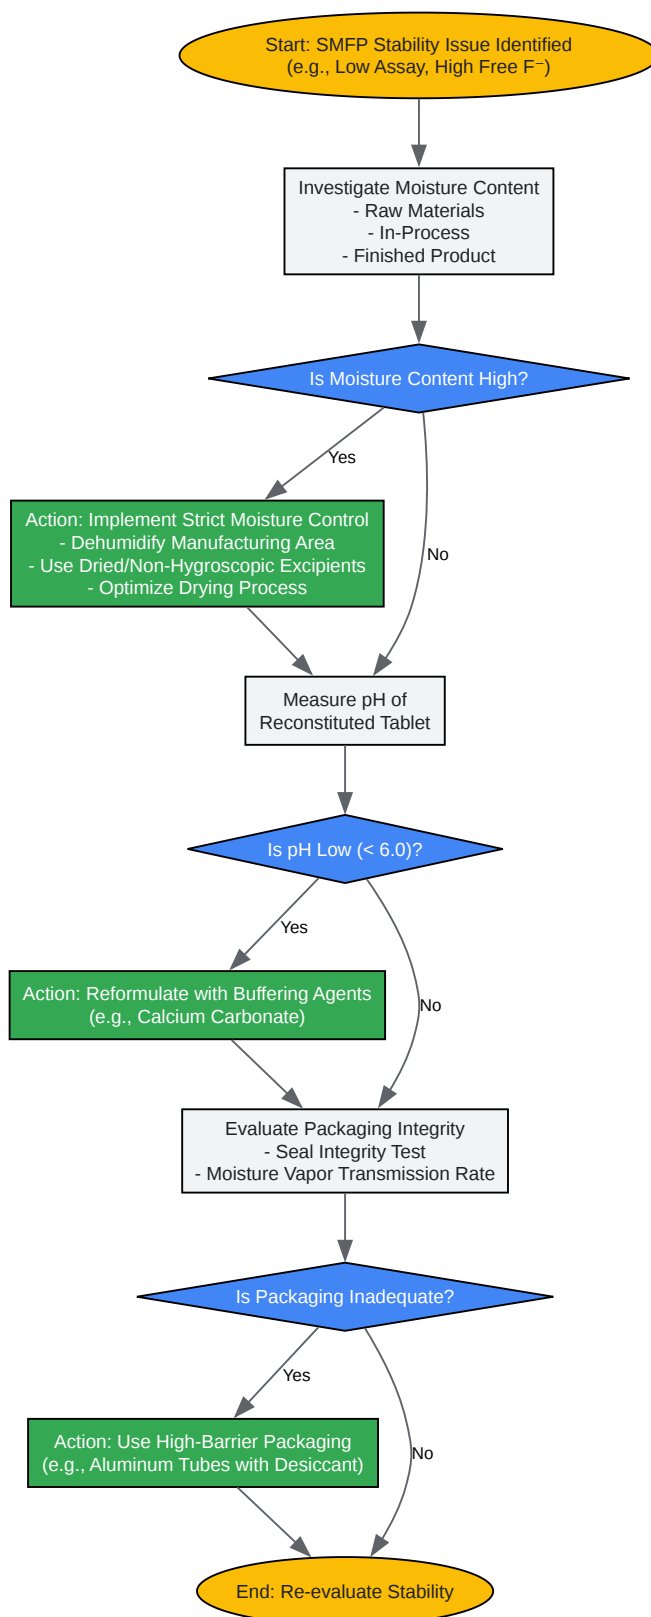 Start: SMFP Stability Issue Identified
(e.g., Low Assay, High Free F⁻)
Investigate Moisture Content
- Raw Materials
- In-Process
- Finished Product
Is Moisture Content High?
Yes
No
Action: Implement Strict Moisture Control
- Dehumidify Manufacturing Area
- Use Dried/Non-Hygroscopic Excipients
- Optimize Drying Process
Measure pH of
Reconstituted Tablet
Is pH Low (< 6.0)?
Yes
No
Action: Reformulate with Buffering Agents
(e.g., Calcium Carbonate)
Evaluate Packaging Integrity
- Seal Integrity Test
- Moisture Vapor Transmission Rate
Is Packaging Inadequate?
Yes
No
Action: Use High-Barrier Packaging
(e.g., Aluminum Tubes with Desiccant)
End: Re-evaluate Stability